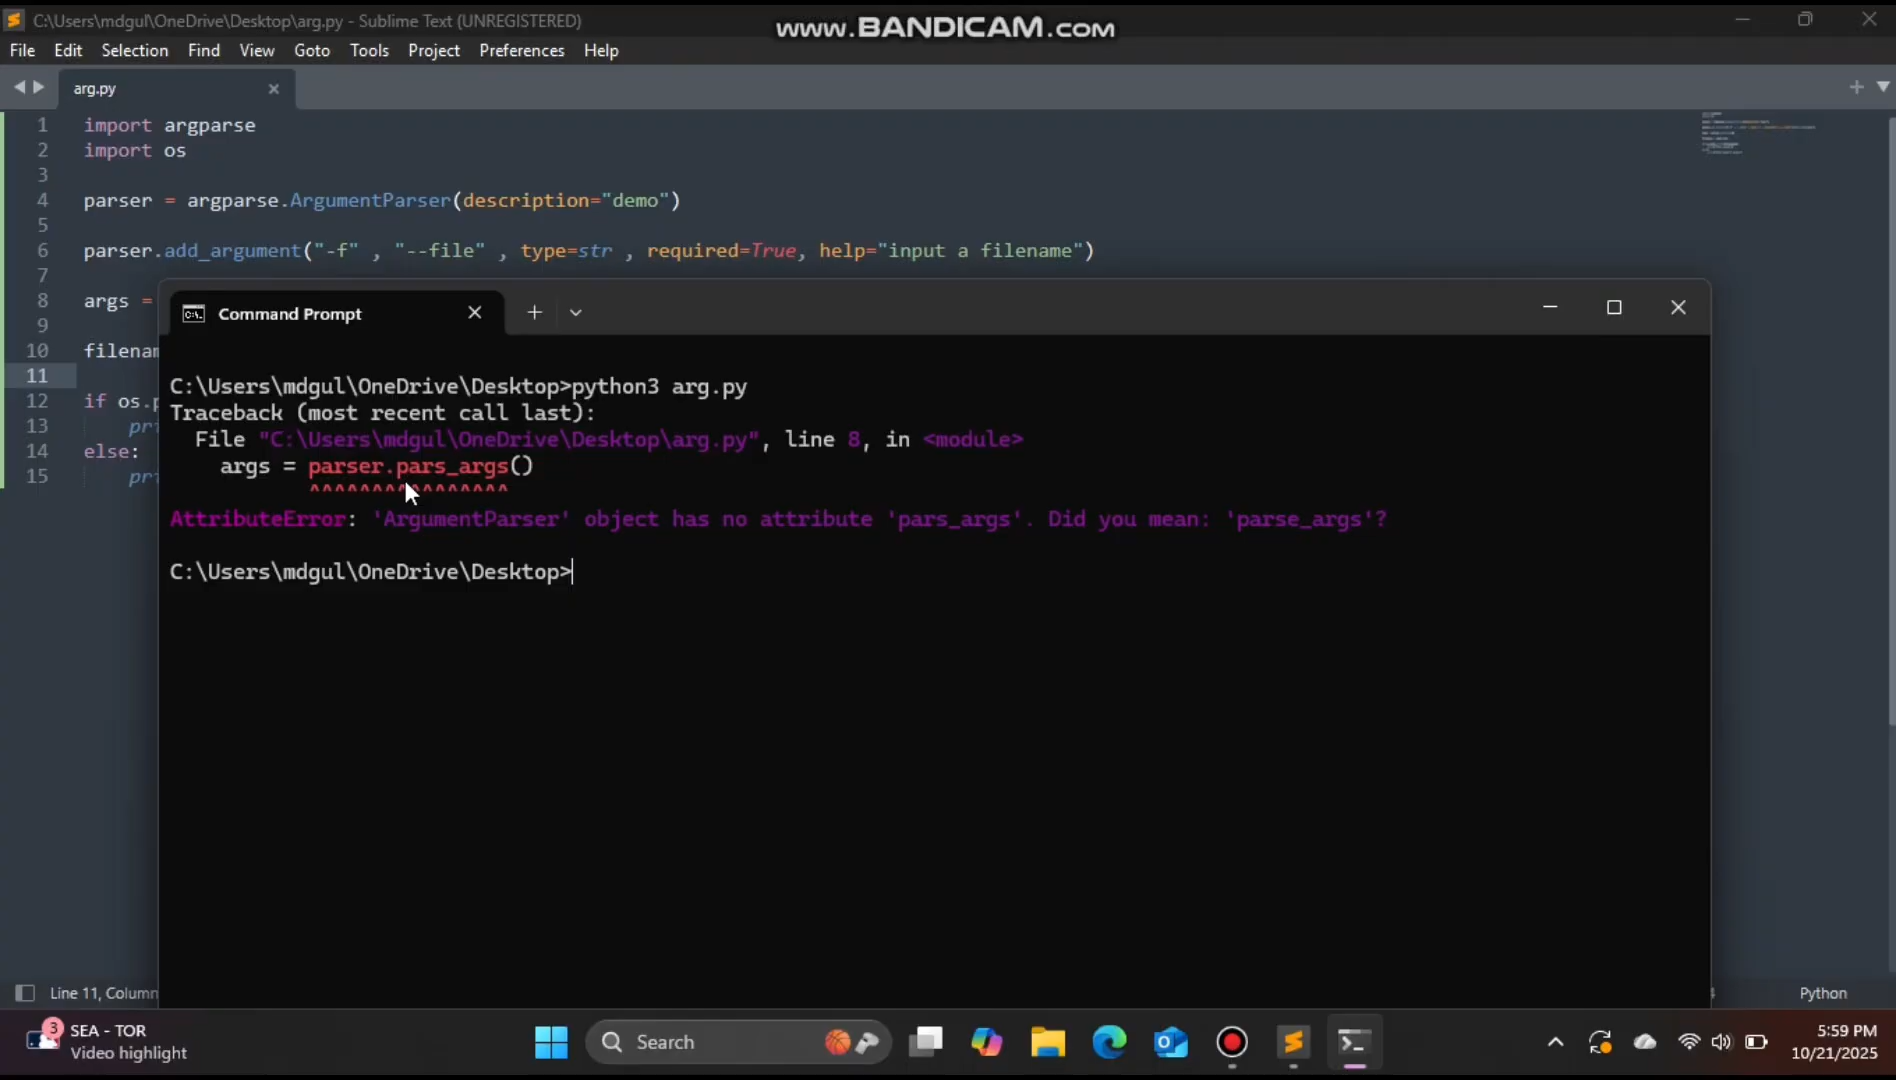 C:\Users\mdgul\OneDrive\Desktop\arg.py - Sublime Text (UNREGISTERED)
www.BANDICAM.com
File Edit Selection Find View Goto Tools Project Preferences Help
arg.py
1 import argparse
2 import os
3
4 parser = argparse.ArgumentParser(description="demo")
5
6 parser.add_argument("-f" , "--file" , type=str , required=True, help="input a filename")
7
8 args =
9
10 filenam
11
12 if os.p
13 pri
14 else:
15 pri
Command Prompt
C:\Users\mdgul\OneDrive\Desktop>python3 arg.py
Traceback (most recent call last):
File "C:\Users\mdgul\OneDrive\Desktop\arg.py", line 8, in <module>
args = parser.pars_args()
^^^^^^^^^^^^^^^^
AttributeError: 'ArgumentParser' object has no attribute 'pars_args'. Did you mean: 'parse_args'?
C:\Users\mdgul\OneDrive\Desktop>
Line 11, Column
Python
3
SEA - TOR
Video highlight
Search
5:59 PM
10/21/2025